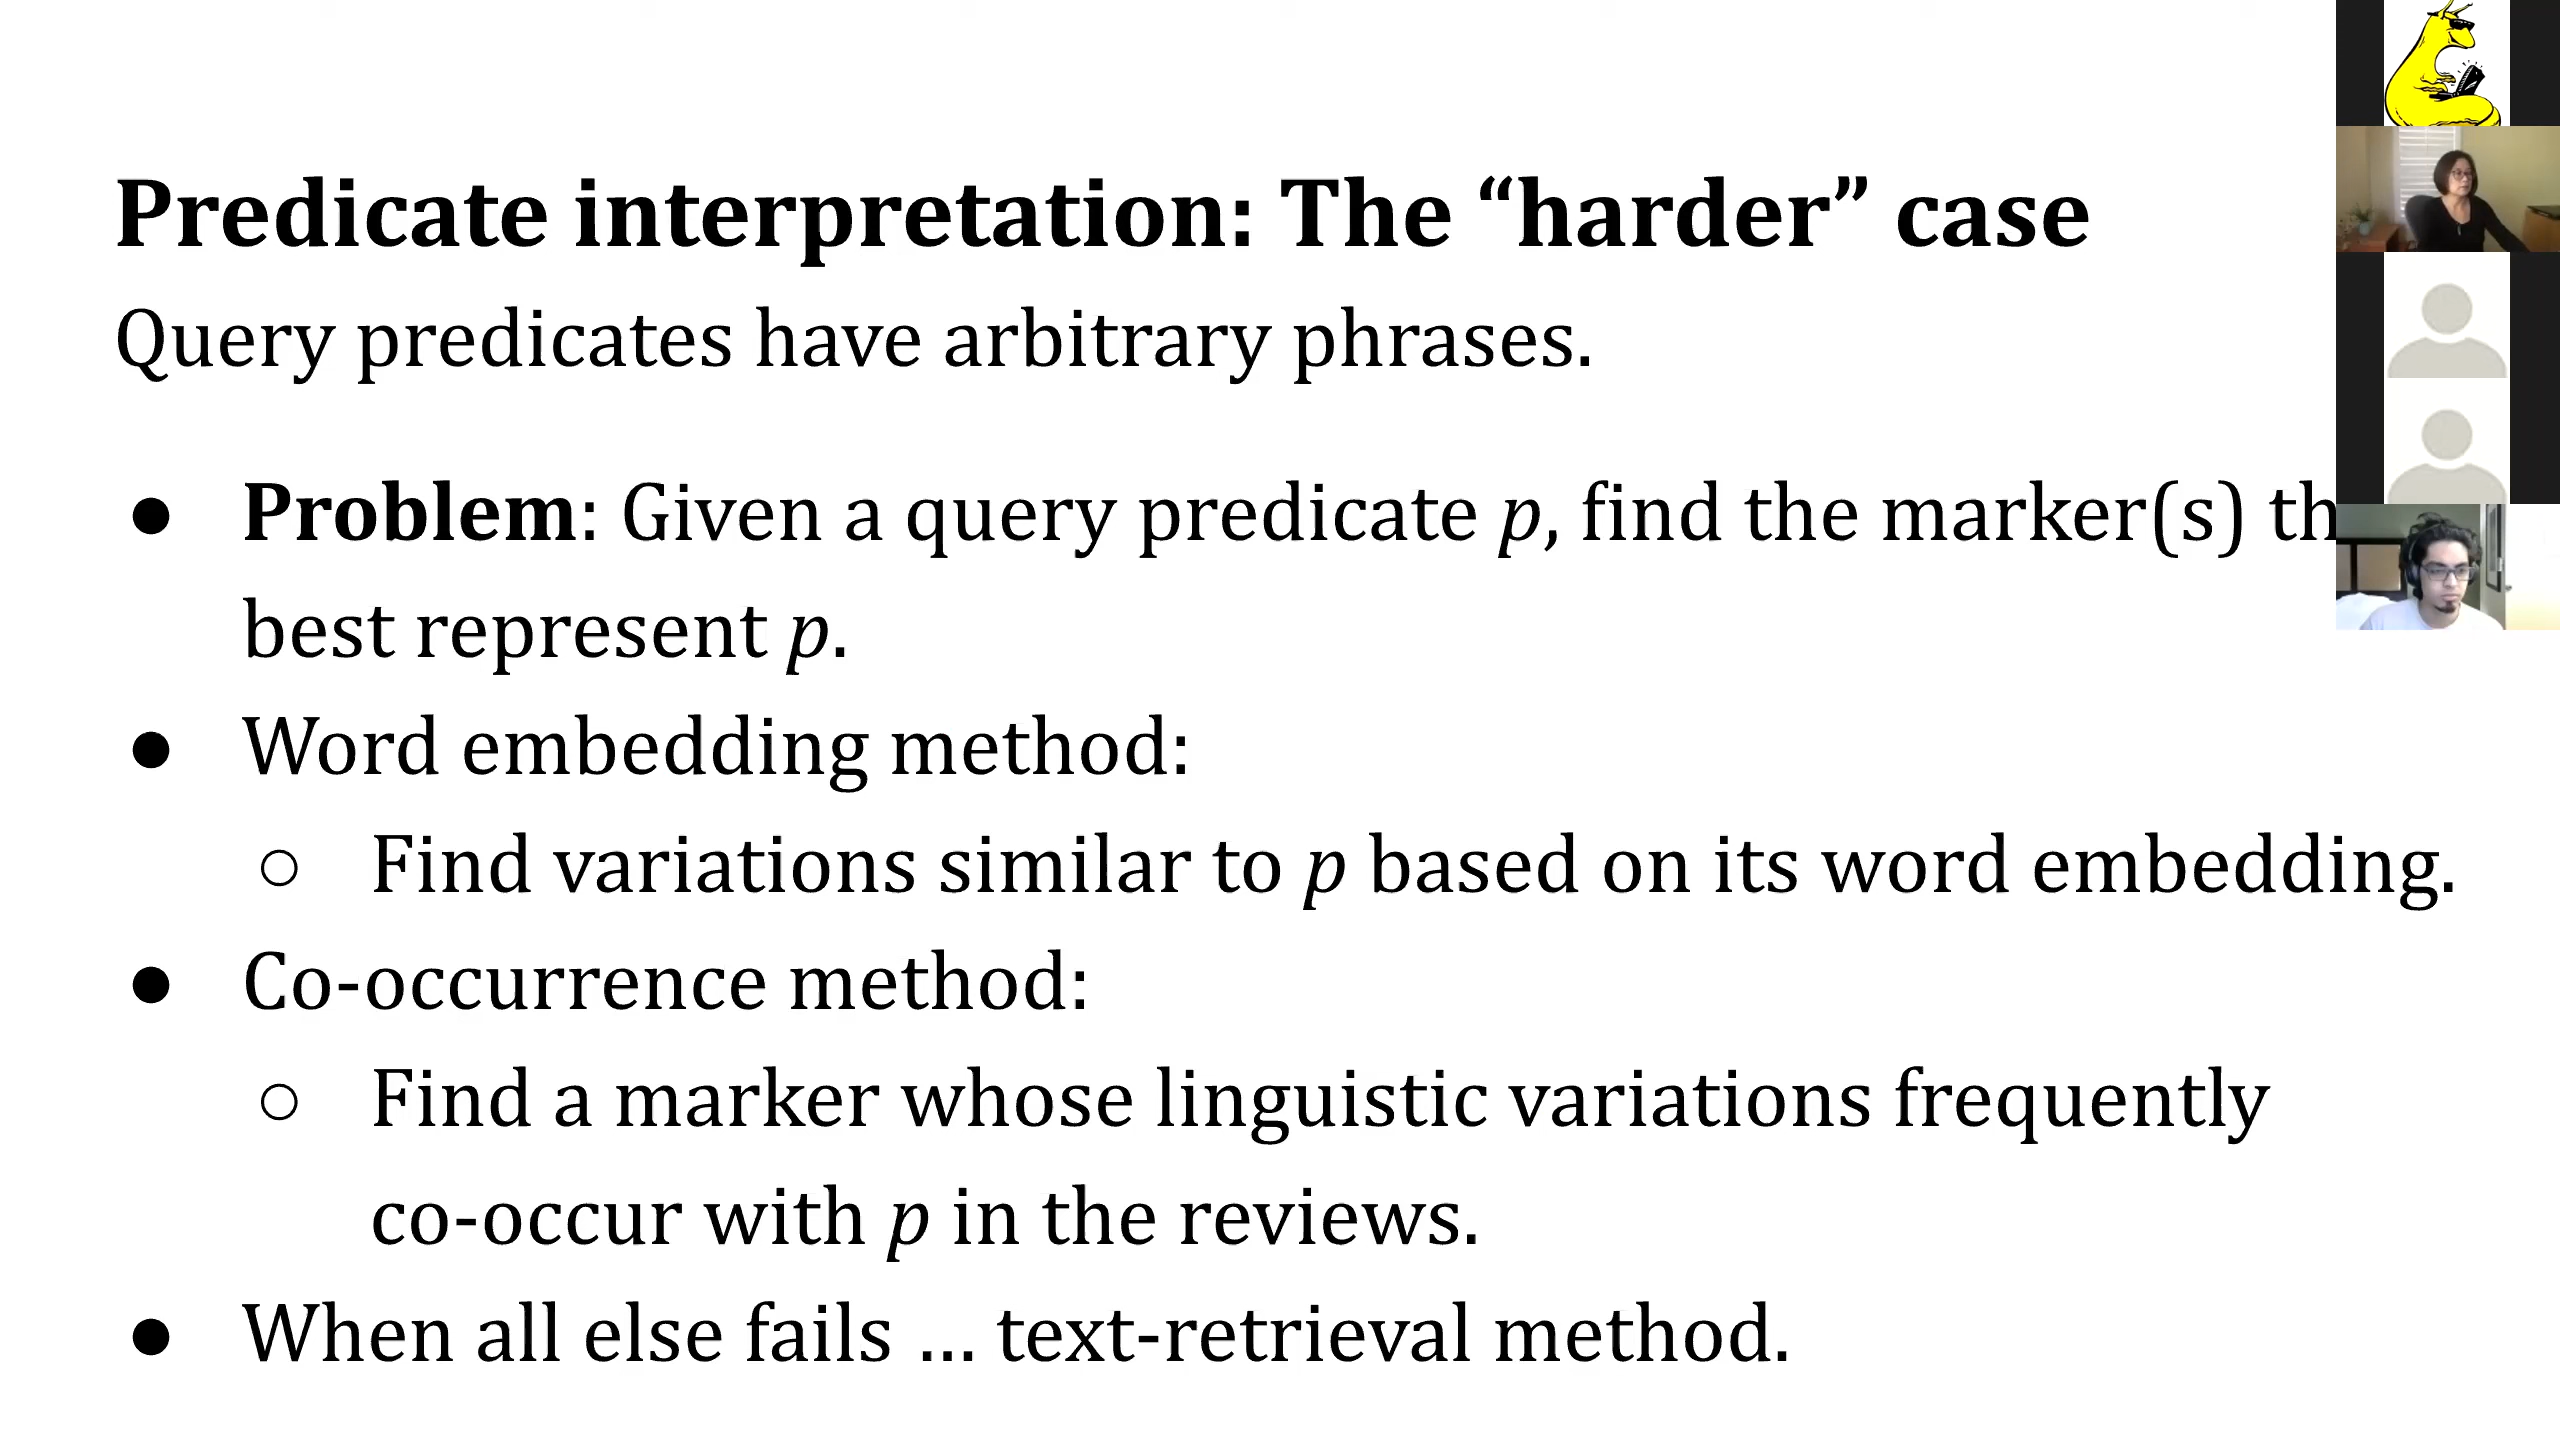 Predicate interpretation: The “harder” case
Query predicates have arbitrary phrases.
● Problem: Given a query predicate p, find the marker(s) th
best represent p.
● Word embedding method:
○ Find variations similar to p based on its word embedding.
● Co-occurrence method:
○ Find a marker whose linguistic variations frequently
co-occur with p in the reviews.
● When all else fails … text-retrieval method.